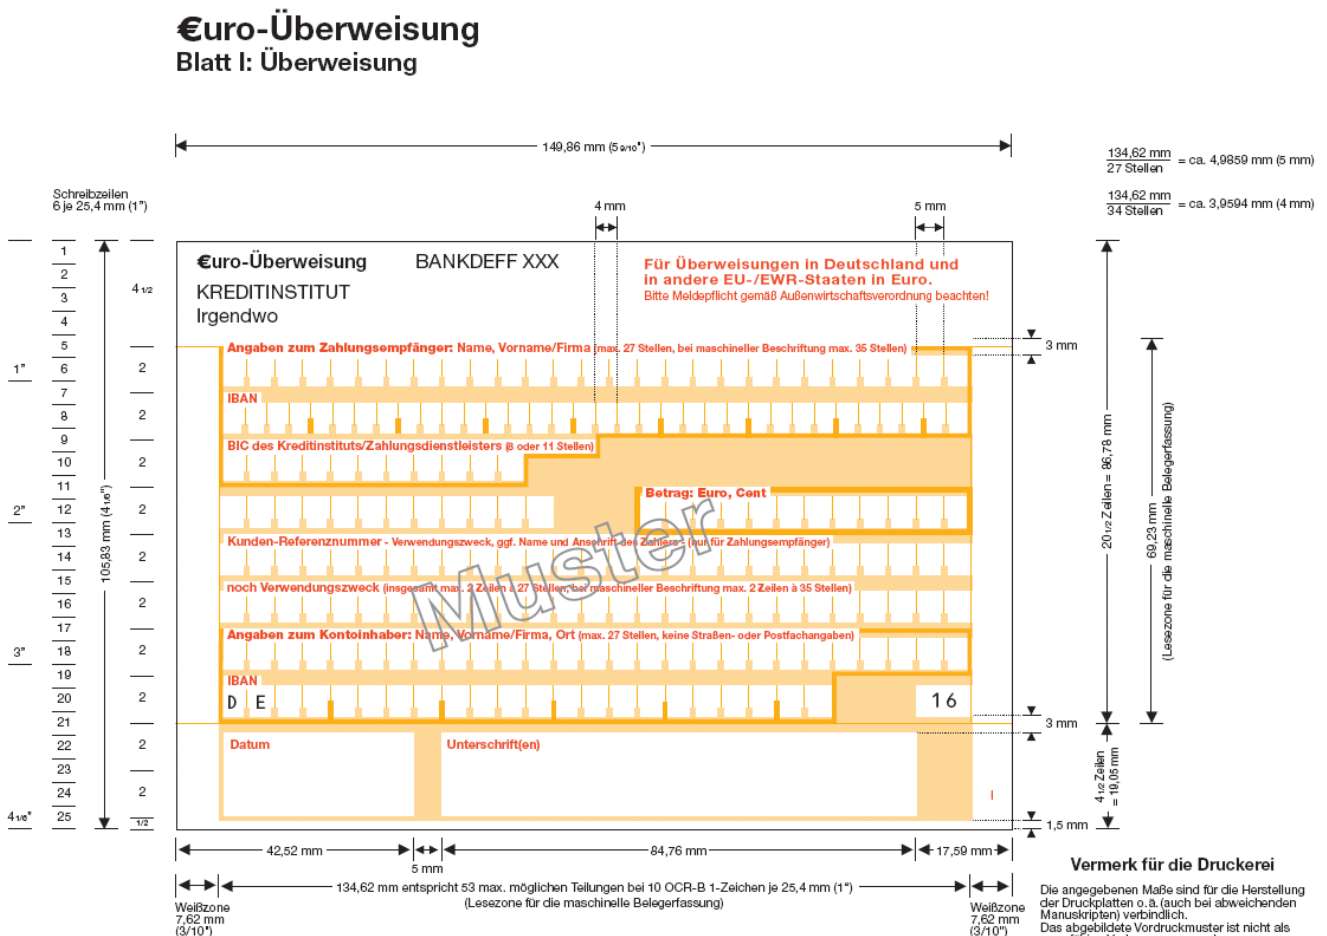 €uro-Überweisung
Blatt I: Überweisung
149,86 mm (5 9/10")
134,62 mm
27 Stellen
= ca. 4,9859 mm (5 mm)
134,62 mm
34 Stellen
= ca. 3,9594 mm (4 mm)
Schreibzeilen
6 je 25,4 mm (1")
4 mm
5 mm
1
2
3
4
5
6
7
8
9
10
11
12
13
14
15
16
17
18
19
20
21
22
23
24
25
1"
2"
3"
4 1/6"
105,83 mm (4 1/6")
4 1/2
2
2
2
2
2
2
2
2
2
2
1/2
€uro-Überweisung
BANKDEFF XXX
KREDITINSTITUT
Irgendwo
Für Überweisungen in Deutschland und
in andere EU-/EWR-Staaten in Euro.
Bitte Meldepflicht gemäß Außenwirtschaftsverordnung beachten!
Angaben zum Zahlungsempfänger: Name, Vorname/Firma (max. 27 Stellen, bei maschineller Beschriftung max. 35 Stellen)
IBAN
BIC des Kreditinstituts/Zahlungsdienstleisters (8 oder 11 Stellen)
Betrag: Euro, Cent
Kunden-Referenznummer - Verwendungszweck, ggf. Name und Anschrift des Zahlers - (nur für Zahlungsempfänger)
noch Verwendungszweck (insgesamt max. 2 Zeilen à 27 Stellen, bei maschineller Beschriftung max. 2 Zeilen à 35 Stellen)
Angaben zum Kontoinhaber: Name, Vorname/Firma, Ort (max. 27 Stellen, keine Straßen- oder Postfachangaben)
IBAN
D E
16
Datum
Unterschrift(en)
I
Muster
3 mm
20 1/2 Zeilen = 86,78 mm
69,23 mm
(Lesezone für die maschinelle Belegerfassung)
3 mm
4 1/2 Zeilen
= 19,05 mm
1,5 mm
42,52 mm
5 mm
84,76 mm
17,59 mm
134,62 mm entspricht 53 max. möglichen Teilungen bei 10 OCR-B 1-Zeichen je 25,4 mm (1")
(Lesezone für die maschinelle Belegerfassung)
Weißzone
7,62 mm
(3/10")
Weißzone
7,62 mm
(3/10")
Vermerk für die Druckerei
Die angegebenen Maße sind für die Herstellung
der Druckplatten o.ä. (auch bei abweichenden
Manuskripten) verbindlich.
Das abgebildete Vordruckmuster ist nicht als